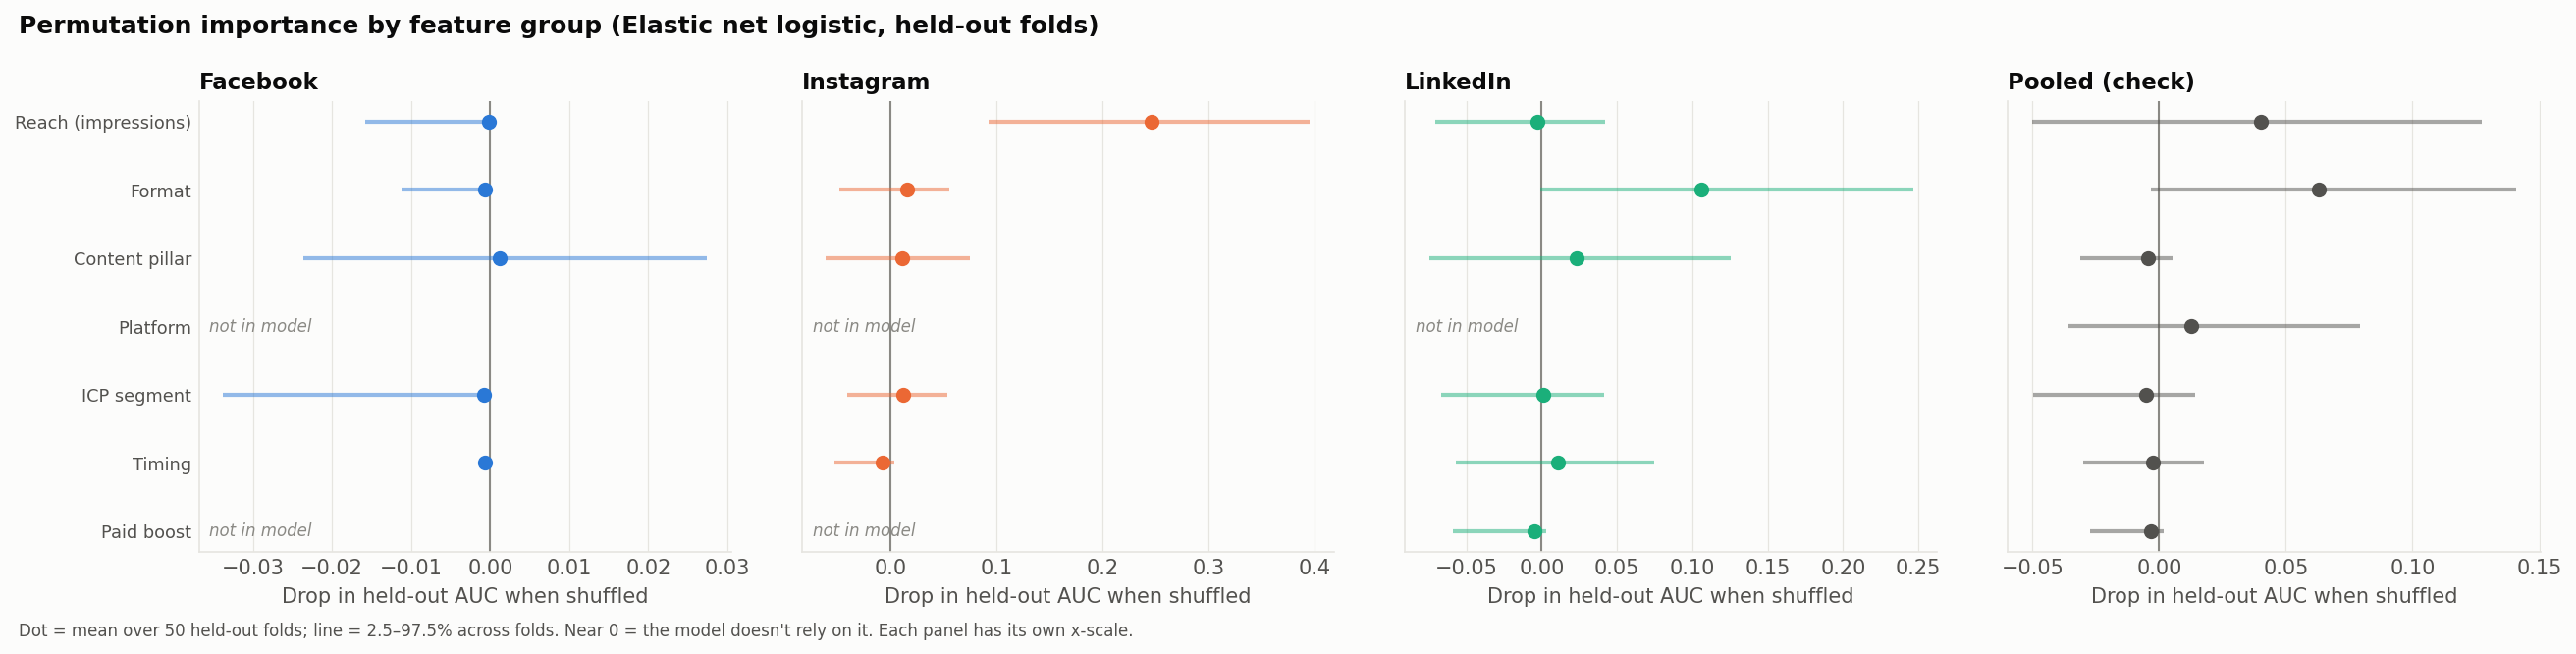 Permutation importance by feature group (Elastic net logistic, held-out folds)
Facebook
Instagram
LinkedIn
Pooled (check)
Reach (impressions)
Format
Content pillar
Platform
not in model
not in model
not in model
ICP segment
Timing
Paid boost
not in model
not in model
−0.03 −0.02 −0.01 0.00 0.01 0.02 0.03
0.0 0.1 0.2 0.3 0.4
−0.05 0.00 0.05 0.10 0.15 0.20 0.25
−0.05 0.00 0.05 0.10 0.15
Drop in held-out AUC when shuffled
Drop in held-out AUC when shuffled
Drop in held-out AUC when shuffled
Drop in held-out AUC when shuffled
Dot = mean over 50 held-out folds; line = 2.5–97.5% across folds. Near 0 = the model doesn't rely on it. Each panel has its own x-scale.